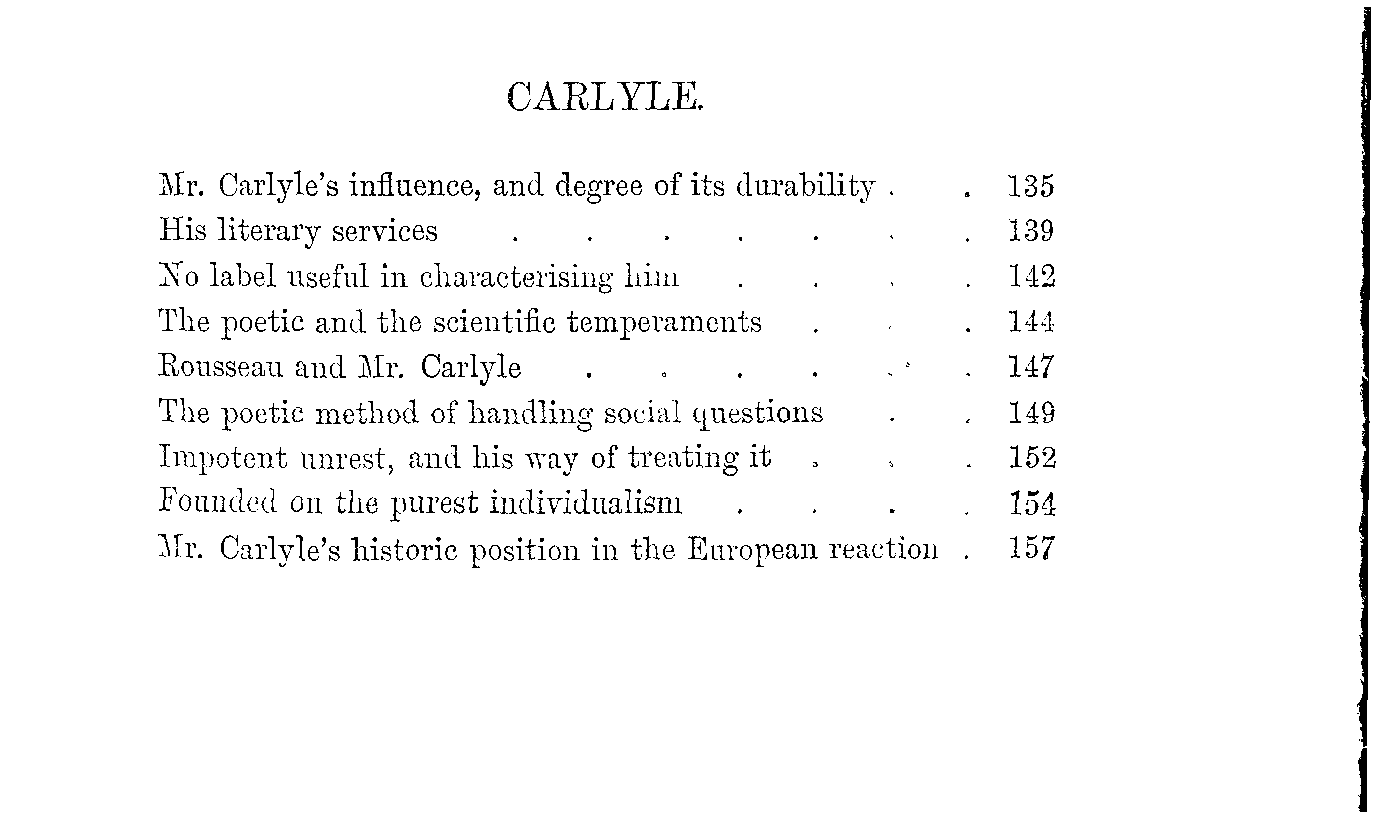 CARLYLE.
Mr. Carlyle's influence, and degree of its durability . . 135
His literary services . . . . . . . 139
No label useful in characterising him . . . . 142
The poetic and the scientific temperaments . . . 144
Rousseau and Mr. Carlyle . . . . . . 147
The poetic method of handling social questions . . 149
Impotent unrest, and his way of treating it . . . 152
Founded on the purest individualism . . . . 154
Mr. Carlyle's historic position in the European reaction . 157